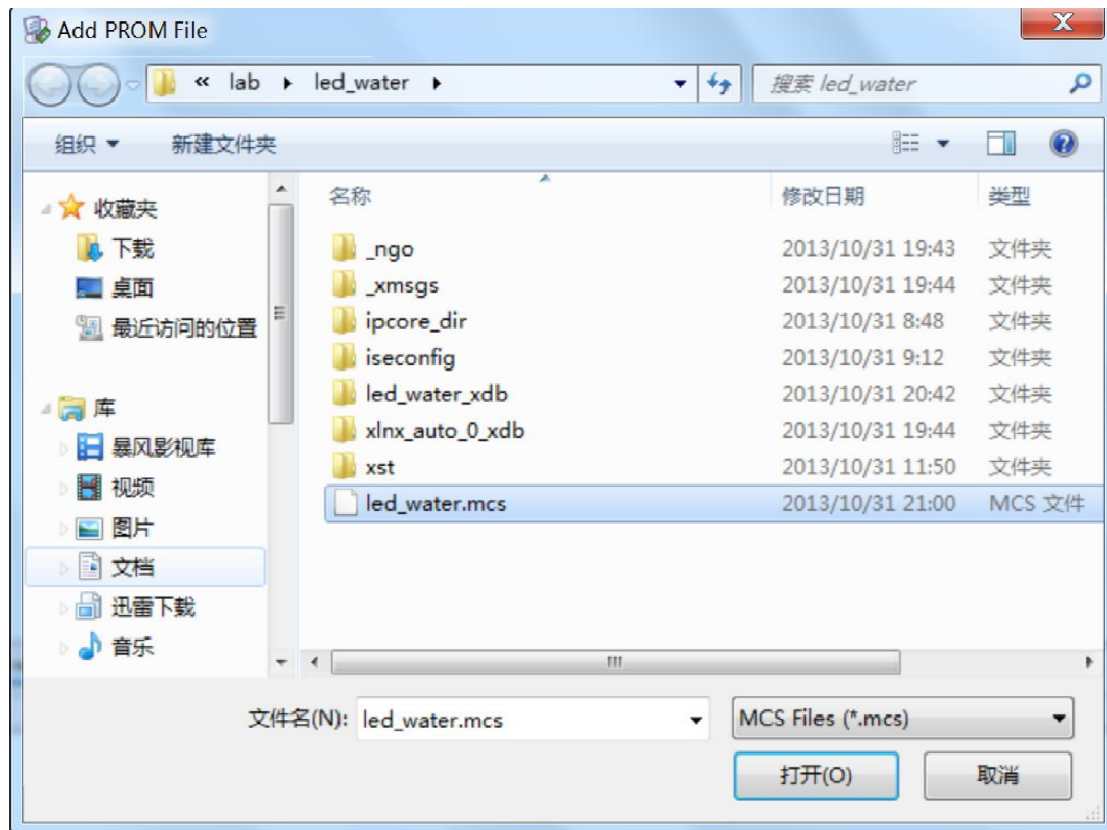 Add PROM File
« lab led_water
搜索 led_water
组织 新建文件夹
名称 修改日期 类型
收藏夹
下载
桌面
最近访问的位置
库
暴风影视库
视频
图片
文档
迅雷下载
音乐
_ngo 2013/10/31 19:43 文件夹
_xmsgs 2013/10/31 19:44 文件夹
ipcore_dir 2013/10/31 8:48 文件夹
iseconfig 2013/10/31 9:12 文件夹
led_water_xdb 2013/10/31 20:42 文件夹
xlnx_auto_0_xdb 2013/10/31 19:44 文件夹
xst 2013/10/31 11:50 文件夹
led_water.mcs 2013/10/31 21:00 MCS 文件
文件名(N): led_water.mcs MCS Files (*.mcs)
打开(O) 取消